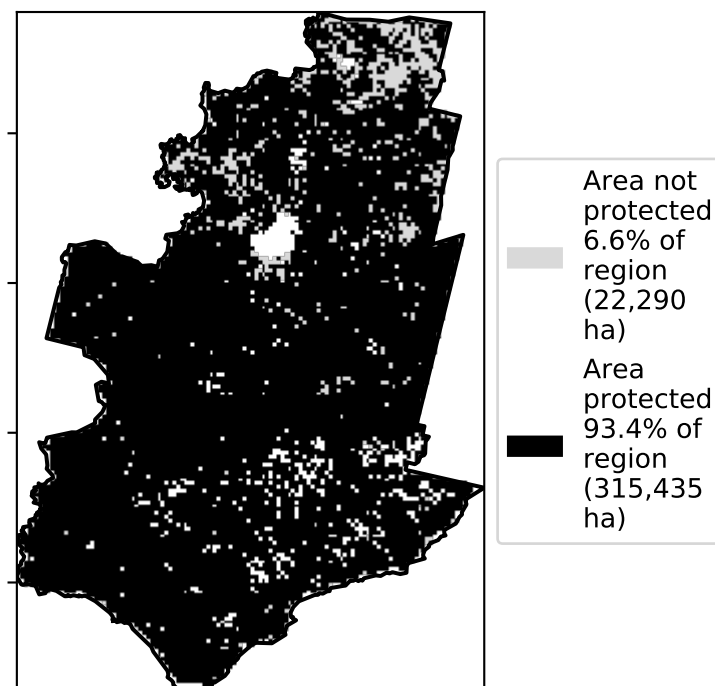 Area not
protected
6.6% of
region
(22,290
ha)
Area
protected
93.4% of
region
(315,435
ha)